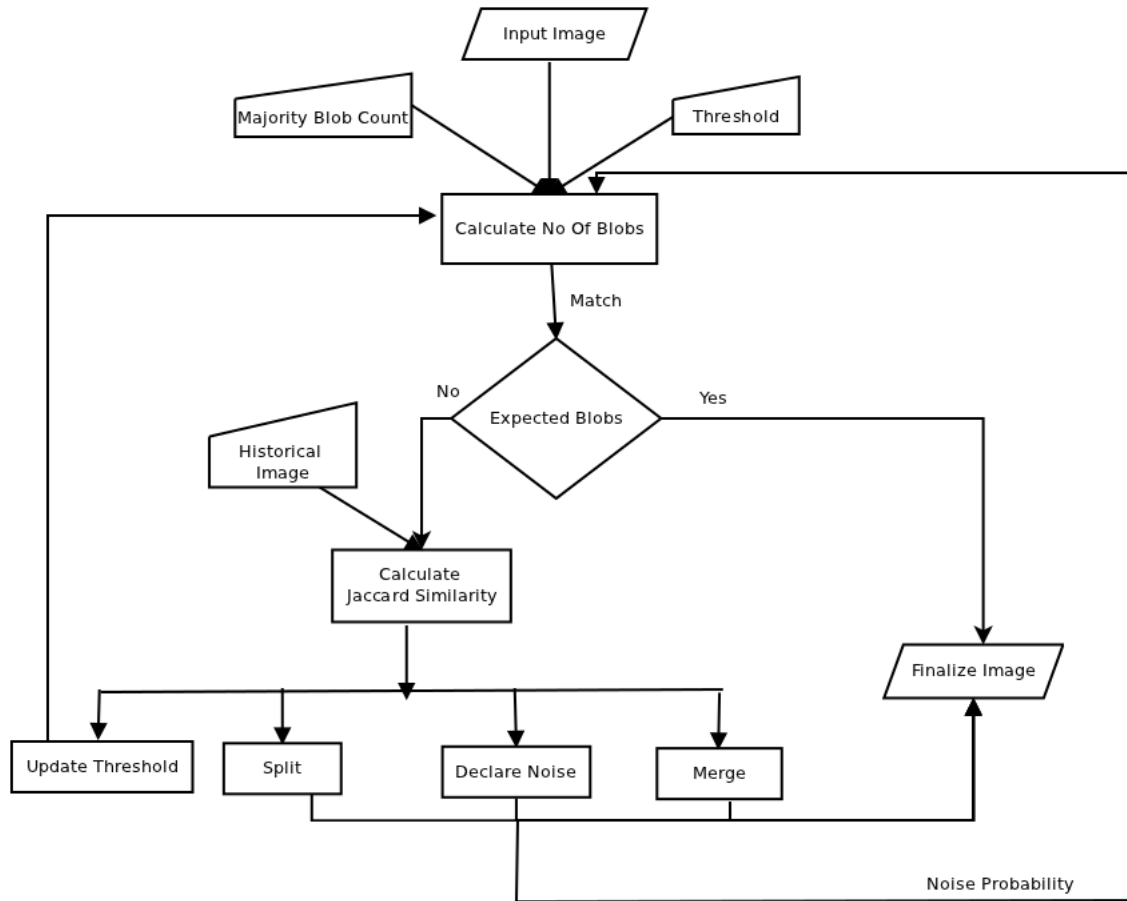 Input Image
Majority Blob Count
Threshold
Calculate No Of Blobs
Match
No
Yes
Expected Blobs
Historical
Image
Calculate
Jaccard Similarity
Finalize Image
Update Threshold
Split
Declare Noise
Merge
Noise Probability